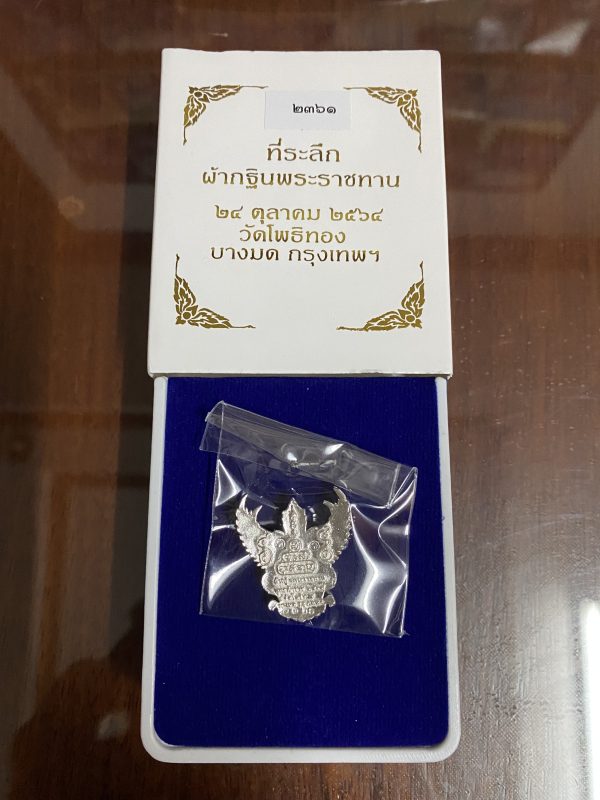 ๒๓๖๑
ที่ระลึก
ผ้ากฐินพระราชทาน
๒๔ ตุลาคม ๒๕๖๔
วัดโพธิทอง
บางมด กรุงเทพฯ